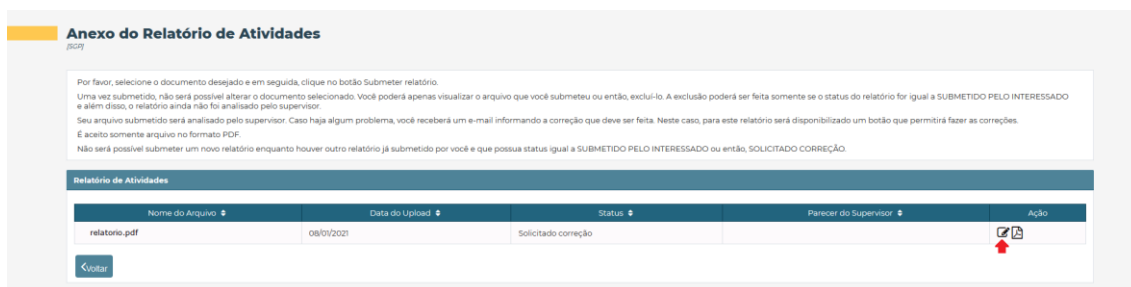 Anexo do Relatório de Atividades
[SCP]
Por favor, selecione o documento desejado e em seguida, clique no botão Submeter relatório.
Uma vez submetido, não será possível alterar o documento selecionado. Você poderá apenas visualizar o arquivo que você submeteu ou então, excluí-lo. A exclusão poderá ser feita somente se o status do relatório for igual a SUBMETIDO PELO INTERESSADO
e além disso, o relatório ainda não foi analisado pelo supervisor.
Seu arquivo submetido será analisado pelo supervisor. Caso haja algum problema, você receberá um e-mail informando a correção que deve ser feita. Neste caso, para este relatório será disponibilizado um botão que permitirá fazer as correções.
É aceito somente arquivo no formato PDF.
Não será possível submeter um novo relatório enquanto houver outro relatório já submetido por você e que possua status igual a SUBMETIDO PELO INTERESSADO ou então, SOLICITADO CORREÇÃO.
Relatório de Atividades
Nome do Arquivo Data do Upload Status Parecer do Supervisor Ação
relatorio.pdf 08/01/2021 Solicitado correção
Voltar